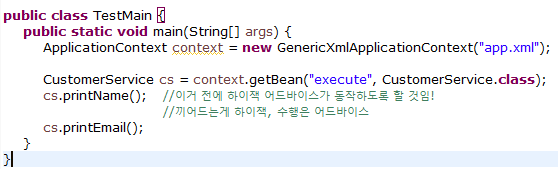 public class TestMain {
public static void main(String[] args) {
ApplicationContext context = new GenericXmlApplicationContext("app.xml");
CustomerService cs = context.getBean("execute", CustomerService.class);
cs.printName(); //이거 전에 하이잭 어드바이스가 동작하도록 할 것임!
//끼어드는게 하이잭, 수행은 어드바이스
cs.printEmail();
}
}